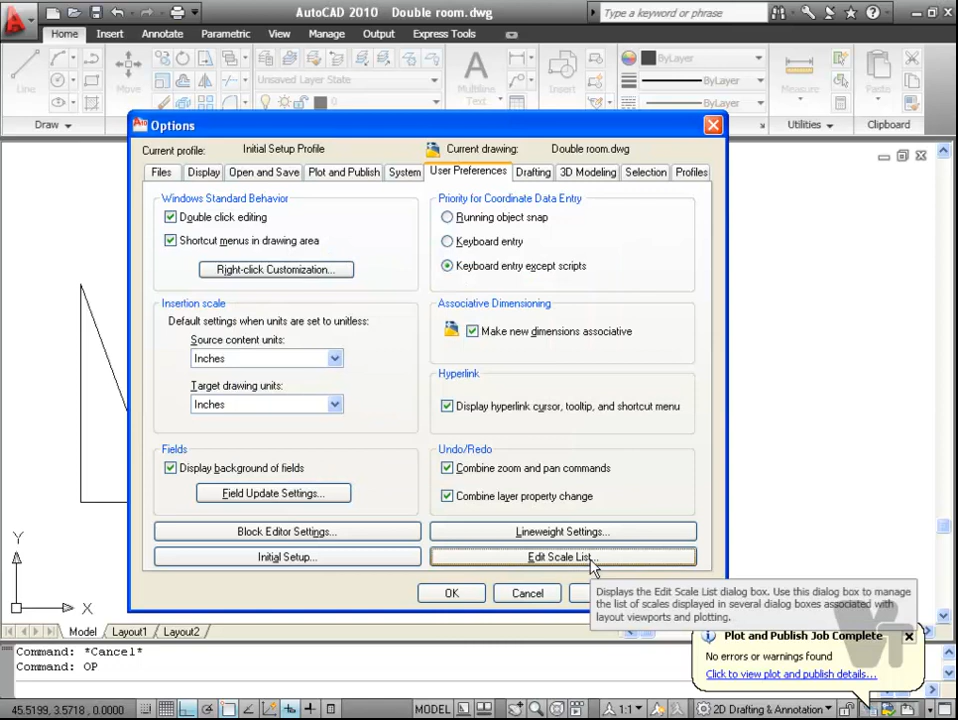 AutoCAD 2010 Double room.dwg
Type a keyword or phrase
Home Insert Annotate Parametric View Manage Output Express Tools
Line
Move
Unsaved Layer State
0
Multiline
Text
Insert
ByLayer
ByLayer
ByLayer
Measure
Paste
Draw
Utilities
Clipboard
Options
Current profile: Initial Setup Profile Current drawing: Double room.dwg
Files Display Open and Save Plot and Publish System User Preferences Drafting 3D Modeling Selection Profiles
Windows Standard Behavior
Double click editing
Shortcut menus in drawing area
Right-click Customization...
Insertion scale
Default settings when units are set to unitless:
Source content units:
Inches
Target drawing units:
Inches
Fields
Display background of fields
Field Update Settings...
Block Editor Settings...
Initial Setup...
Priority for Coordinate Data Entry
Running object snap
Keyboard entry
Keyboard entry except scripts
Associative Dimensioning
Make new dimensions associative
Hyperlink
Display hyperlink cursor, tooltip, and shortcut menu
Undo/Redo
Combine zoom and pan commands
Combine layer property change
Lineweight Settings...
Edit Scale List...
OK Cancel
Displays the Edit Scale List dialog box. Use this dialog box to manage
the list of scales displayed in several dialog boxes associated with
layout viewports and plotting.
Y
X
Model Layout1 Layout2
Plot and Publish Job Complete
No errors or warnings found
Click to view plot and publish details...
Command: *Cancel*
Command: OP
45.5199, 3.5718, 0.0000
MODEL
1:1
2D Drafting & Annotation